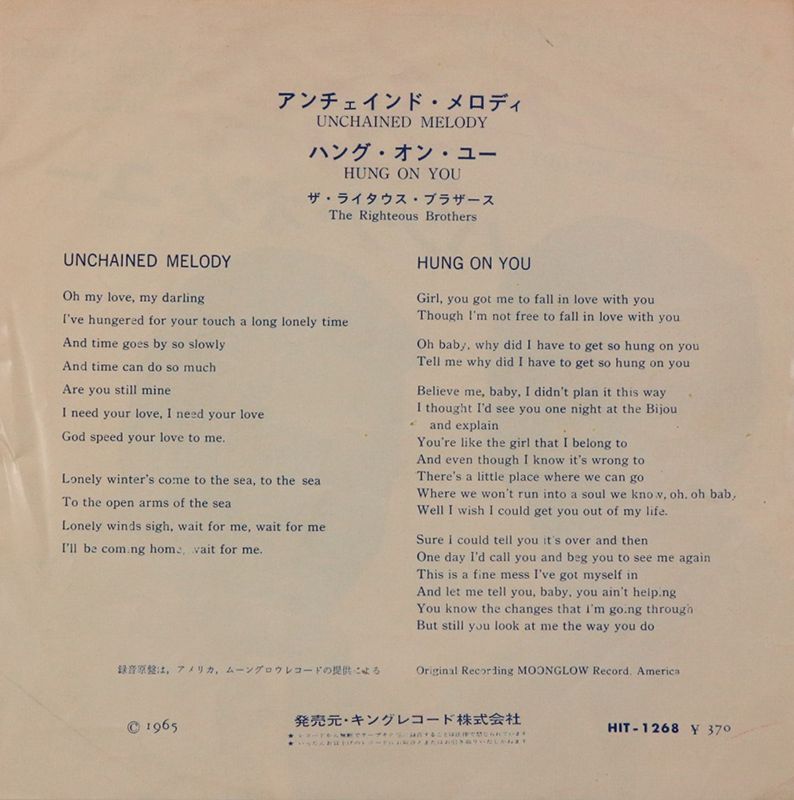 アンチェインド・メロディ
UNCHAINED MELODY
ハング・オン・ユー
HUNG ON YOU
ザ・ライタウス・ブラザース
The Righteous Brothers
UNCHAINED MELODY
Oh my love, my darling
I've hungered for your touch a long lonely time
And time goes by so slowly
And time can do so much
Are you still mine
I need your love, I need your love
God speed your love to me.
Lonely winter's come to the sea, to the sea
To the open arms of the sea
Lonely winds sigh, wait for me, wait for me
I'll be coming home, wait for me.
HUNG ON YOU
Girl, you got me to fall in love with you
Though I'm not free to fall in love with you
Oh baby, why did I have to get so hung on you
Tell me why did I have to get so hung on you
Believe me, baby, I didn't plan it this way
I thought I'd see you one night at the Bijou
and explain
You're like the girl that I belong to
And even though I know it's wrong to
There's a little place where we can go
Where we won't run into a soul we know, oh, oh baby
Well I wish I could get you out of my life.
Sure I could tell you it's over and then
One day I'd call you and beg you to see me again
This is a fine mess I've got myself in
And let me tell you, baby, you ain't helping
You know the changes that I'm going through
But still you look at me the way you do
録音原盤は，アメリカ，ムーングロウレコードの提供による
Original Recording MOONGLOW Record. America
© 1965
発売元・キングレコード株式会社
HIT-1268 ¥ 370